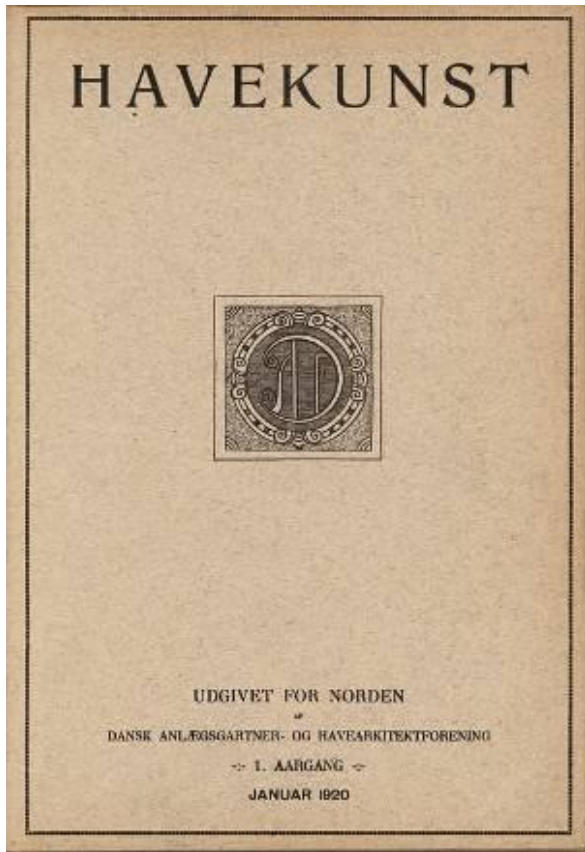 HAVEKUNST
UDGIVET FOR NORDEN
AF
DANSK ANLÆGSGARTNER- OG HAVEARKITEKTFORENING
1. AARGANG
JANUAR 1920